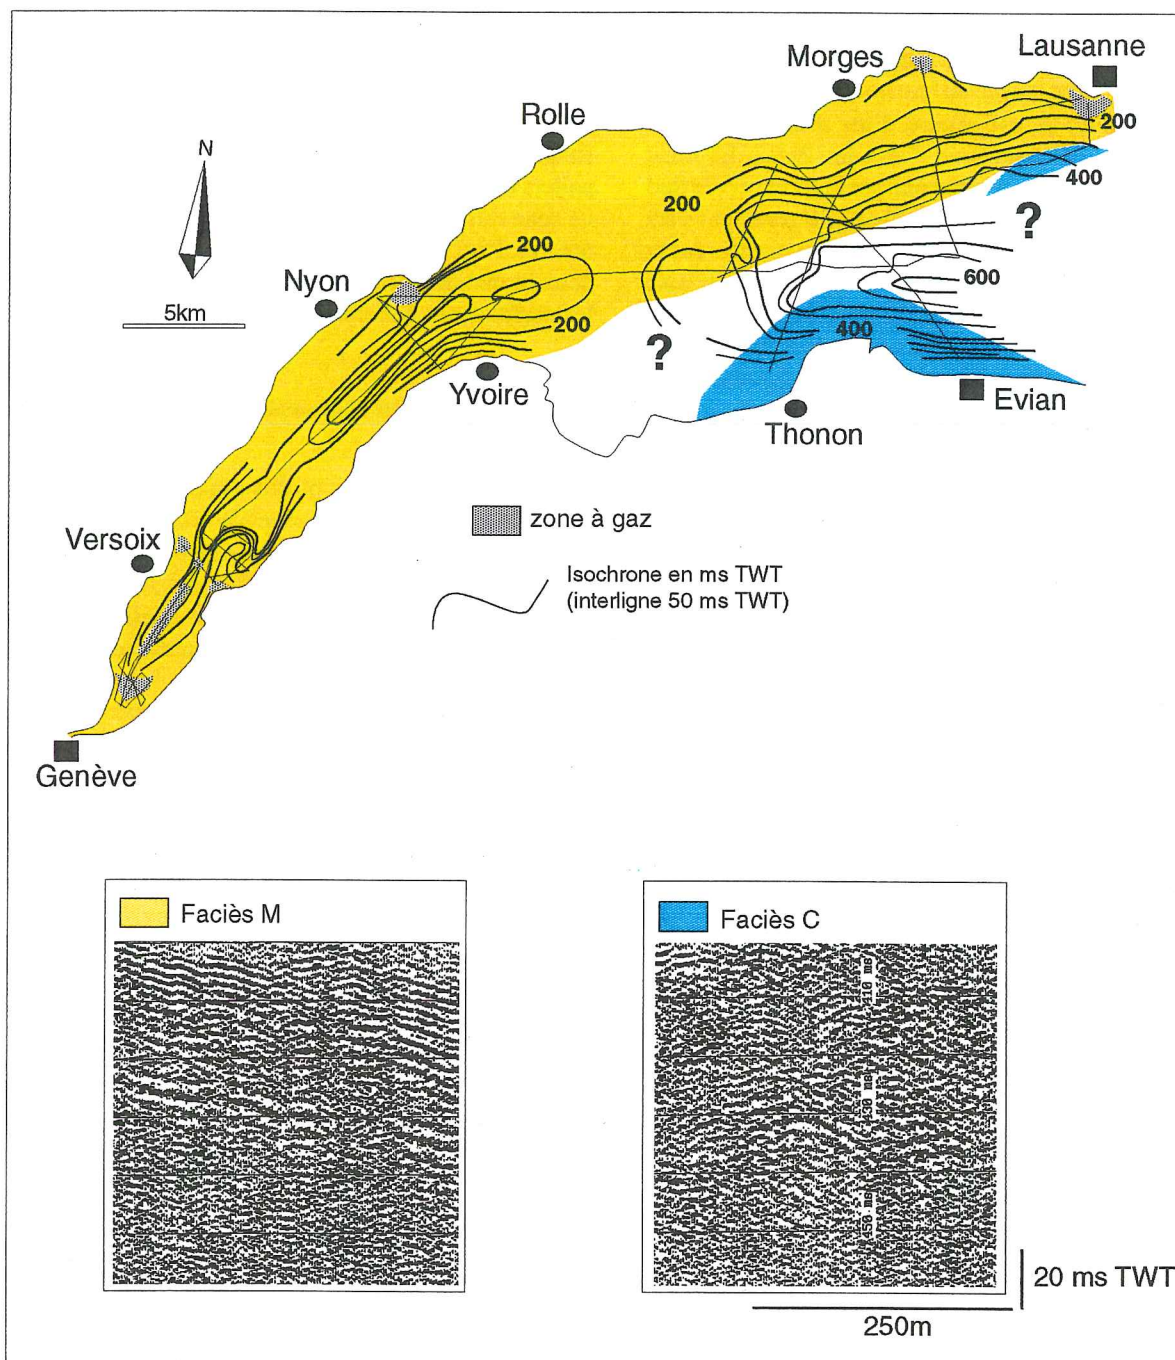 Lausanne
Morges
Rolle
N
200
400
200
?
200
Nyon
600
5km
200
?
400
Yvoire
Evian
Thonon
zone à gaz
Versoix
Isochrone en ms TWT
(interligne 50 ms TWT)
Genève
Faciès M
Faciès C
20 ms TWT
250m